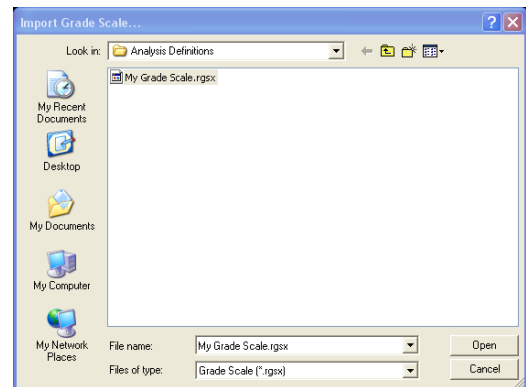 Import Grade Scale...
Look in:
Analysis Definitions
My Grade Scale.rgsx
My Recent
Documents
Desktop
My Documents
My Computer
My Network
Places
File name:
My Grade Scale.rgsx
Open
Files of type:
Grade Scale (*.rgsx)
Cancel